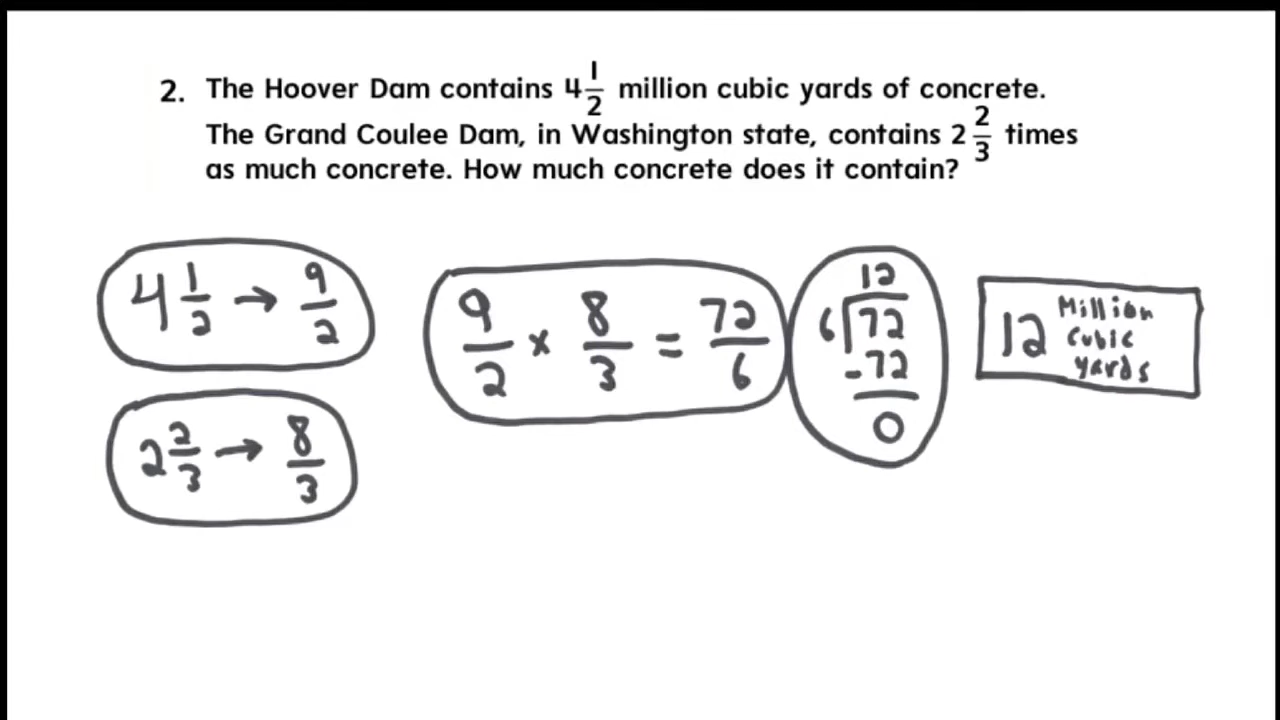 2. The Hoover Dam contains 4 1/2 million cubic yards of concrete.
The Grand Coulee Dam, in Washington state, contains 2 2/3 times
as much concrete. How much concrete does it contain?
4 1/2 → 9/2
2 2/3 → 8/3
9/2 × 8/3 = 72/6
12
6)72
-72
0
12 Million
cubic
yards